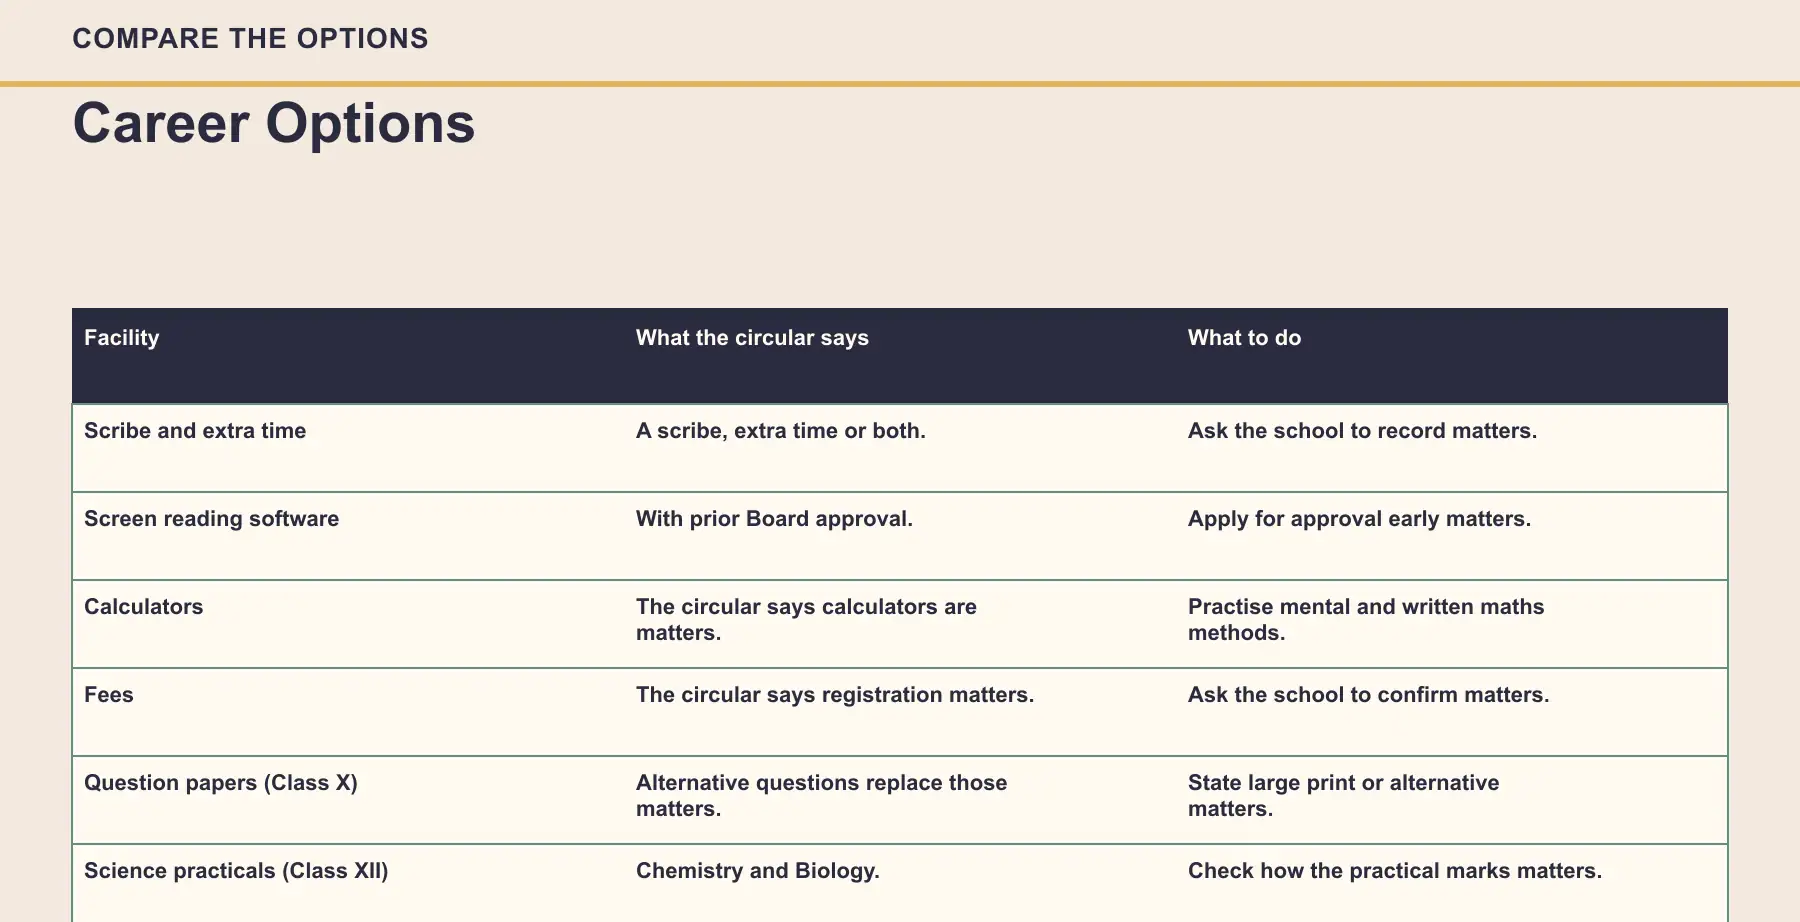 COMPARE THE OPTIONS
Career Options
Facility
What the circular says
What to do
Scribe and extra time
A scribe, extra time or both.
Ask the school to record matters.
Screen reading software
With prior Board approval.
Apply for approval early matters.
Calculators
The circular says calculators are
matters.
Practise mental and written maths
methods.
Fees
The circular says registration matters.
Ask the school to confirm matters.
Question papers (Class X)
Alternative questions replace those
matters.
State large print or alternative
matters.
Science practicals (Class XII)
Chemistry and Biology.
Check how the practical marks matters.